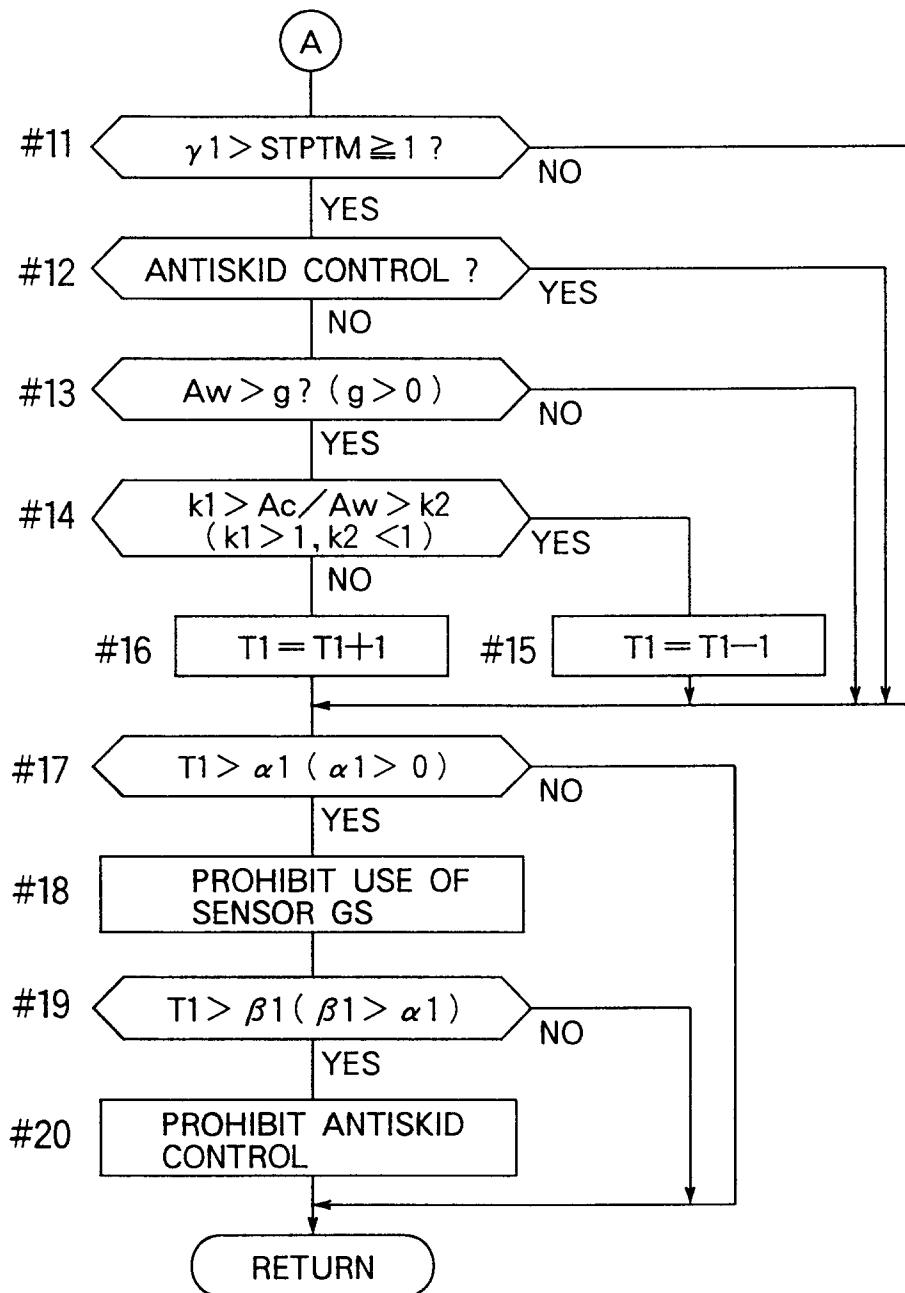 A
#11
γ1 > STPTM ≧ 1 ?
NO
YES
#12
ANTISKID CONTROL ?
YES
NO
#13
Aw > g ? ( g > 0 )
NO
YES
#14
k1 > Ac／Aw > k2
( k1 > 1 , k2 < 1 )
YES
NO
#16
T1 = T1+1
#15
T1 = T1−1
#17
T1 > α1 ( α1 > 0 )
NO
YES
#18
PROHIBIT USE OF
SENSOR GS
#19
T1 > β1 ( β1 > α1 )
NO
YES
#20
PROHIBIT ANTISKID
CONTROL
RETURN